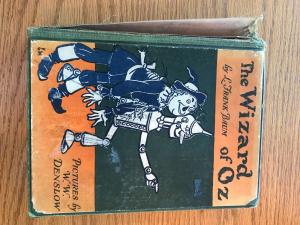 The Wizard
of Oz
by L. Frank Baum
Pictures by
W. W.
Denslow